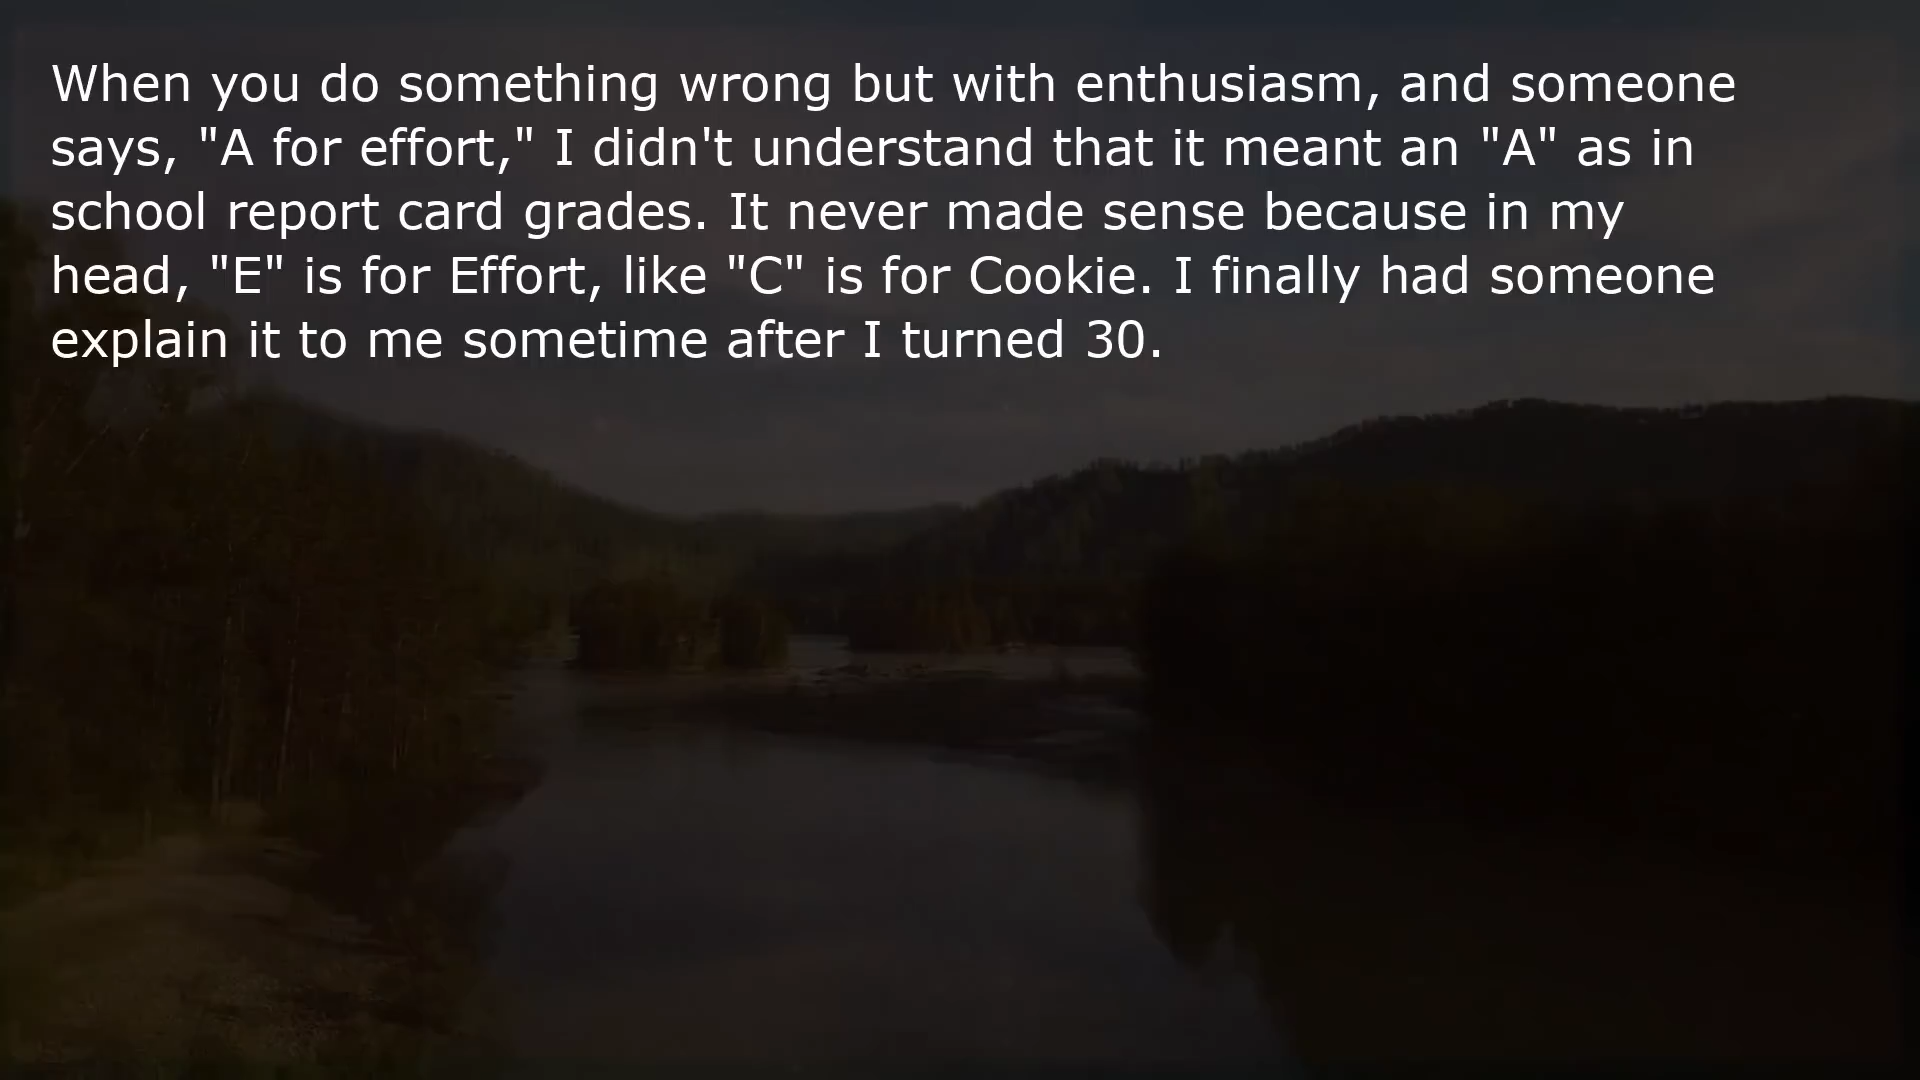 When you do something wrong but with enthusiasm, and someone
says, "A for effort," I didn't understand that it meant an "A" as in
school report card grades. It never made sense because in my
head, "E" is for Effort, like "C" is for Cookie. I finally had someone
explain it to me sometime after I turned 30.